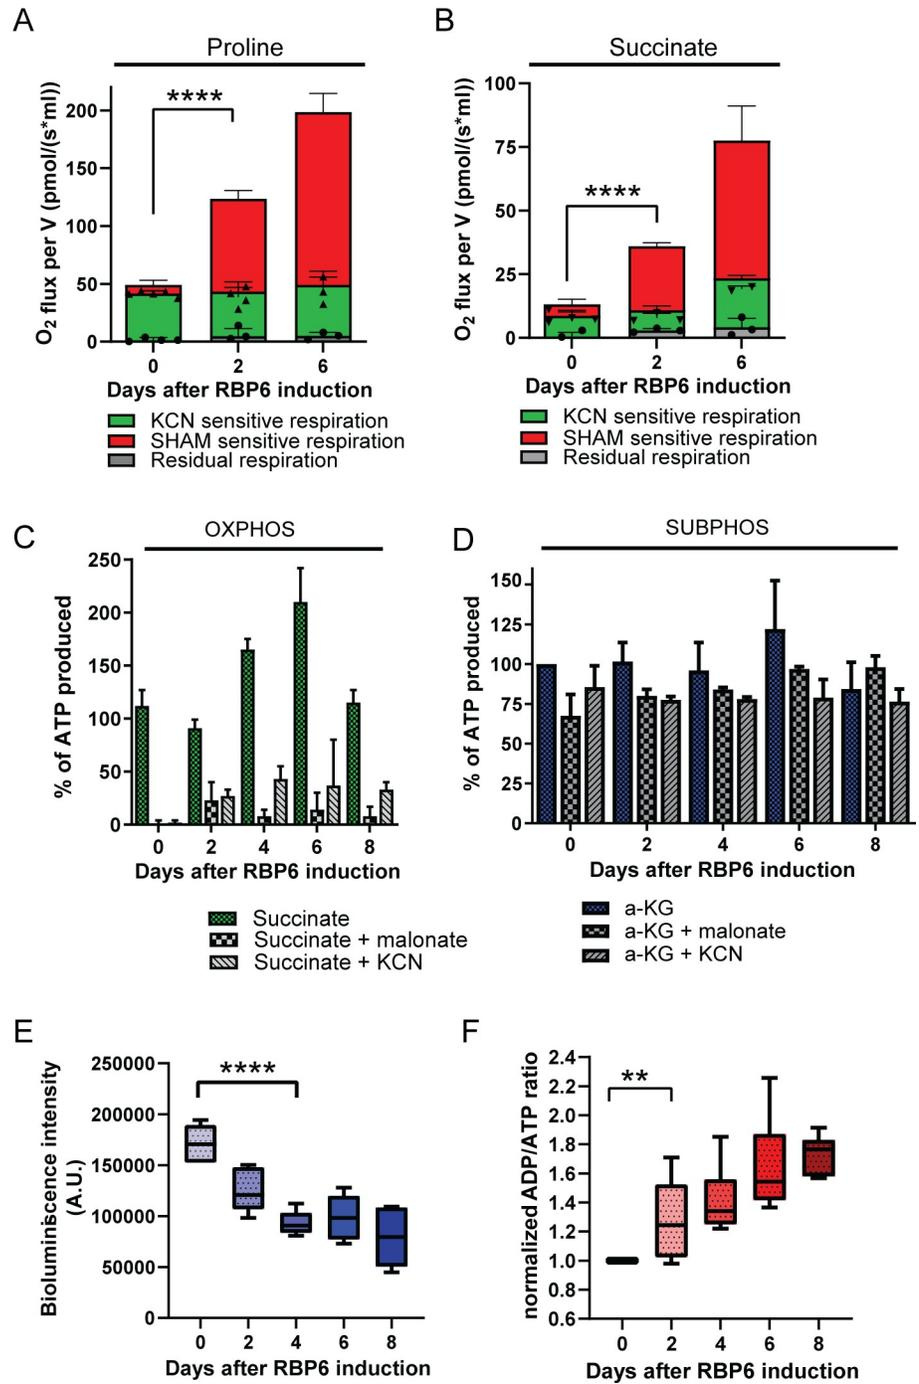 A
Proline
****
O2 flux per V (pmol/(s*ml))
200
150
100
50
0
0 2 6
Days after RBP6 induction
KCN sensitive respiration
SHAM sensitive respiration
Residual respiration
B
Succinate
****
O2 flux per V (pmol/(s*ml))
100
75
50
25
0
0 2 6
Days after RBP6 induction
KCN sensitive respiration
SHAM sensitive respiration
Residual respiration
C
OXPHOS
% of ATP produced
250
200
150
100
50
0
0 2 4 6 8
Days after RBP6 induction
Succinate
Succinate + malonate
Succinate + KCN
D
SUBPHOS
% of ATP produced
150
125
100
75
50
25
0
0 2 4 6 8
Days after RBP6 induction
a-KG
a-KG + malonate
a-KG + KCN
E
****
Bioluminiscence intensity
(A.U.)
250000
200000
150000
100000
50000
0
0 2 4 6 8
Days after RBP6 induction
F
**
normalized ADP/ATP ratio
2.4
2.2
2.0
1.8
1.6
1.4
1.2
1.0
0.8
0.6
0 2 4 6 8
Days after RBP6 induction